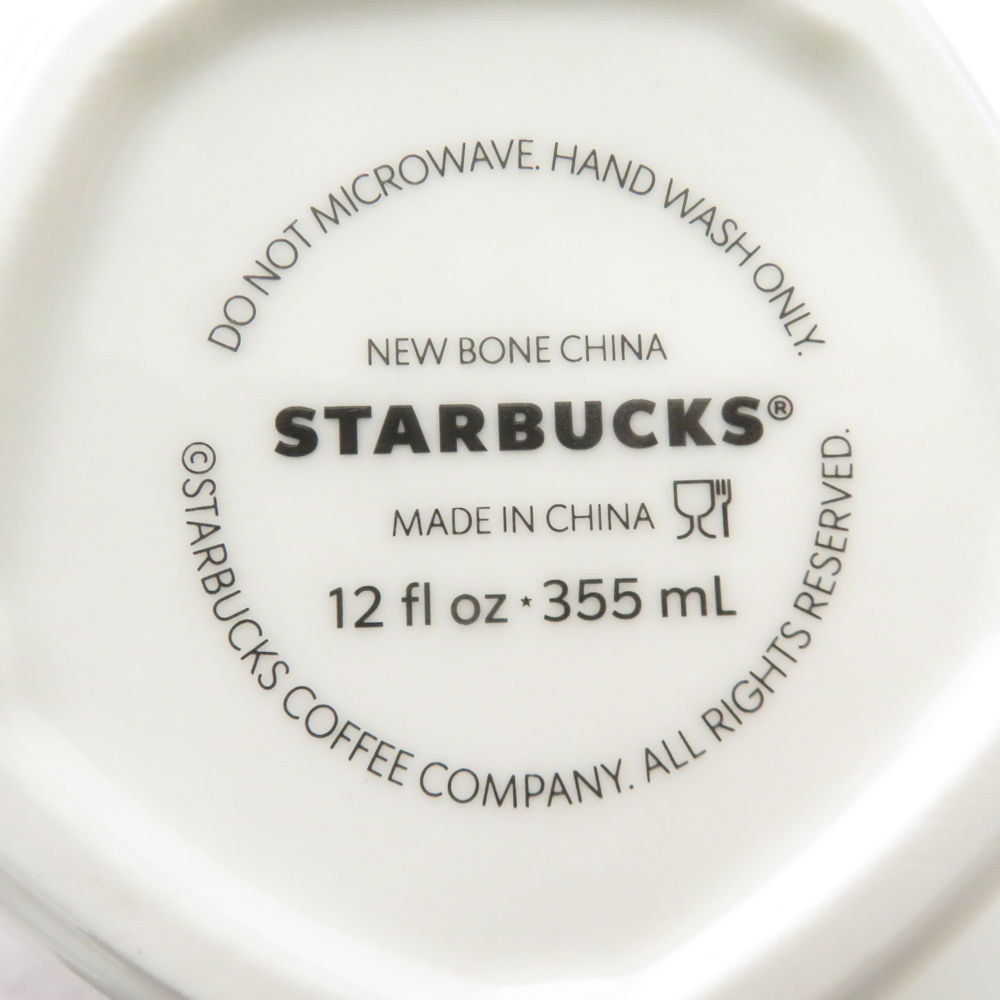 DO NOT MICROWAVE. HAND WASH ONLY.
NEW BONE CHINA
STARBUCKS®
MADE IN CHINA
12 fl oz ⋆ 355 mL
©STARBUCKS COFFEE COMPANY. ALL RIGHTS RESERVED.